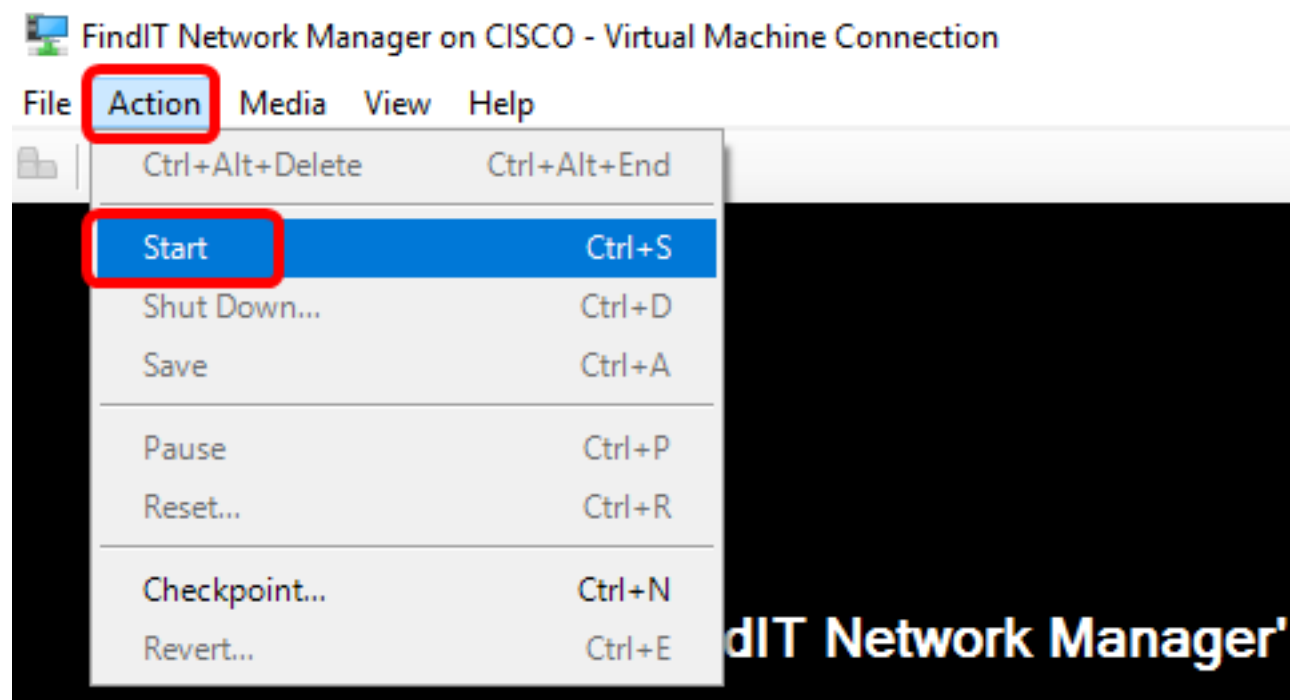 FindIT Network Manager on CISCO - Virtual Machine Connection
File Action Media View Help
Ctrl+Alt+Delete Ctrl+Alt+End
Start Ctrl+S
Shut Down... Ctrl+D
Save Ctrl+A
Pause Ctrl+P
Reset... Ctrl+R
Checkpoint... Ctrl+N
Revert... Ctrl+E
dIT Network Manager'